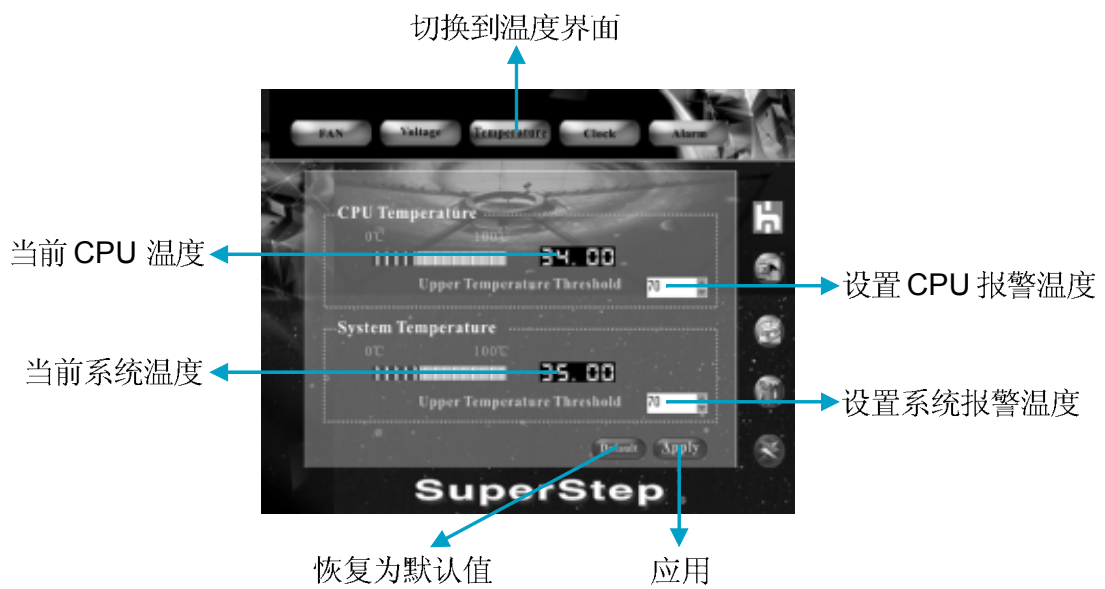 切换到温度界面
FAN Voltage Temperature Clock Alarm
CPU Temperature
0℃ 100℃
当前 CPU 温度
34.00
Upper Temperature Threshold 70
设置 CPU 报警温度
System Temperature
0℃ 100℃
当前系统温度
35.00
Upper Temperature Threshold 70
设置系统报警温度
Default Apply
SuperStep
恢复为默认值 应用